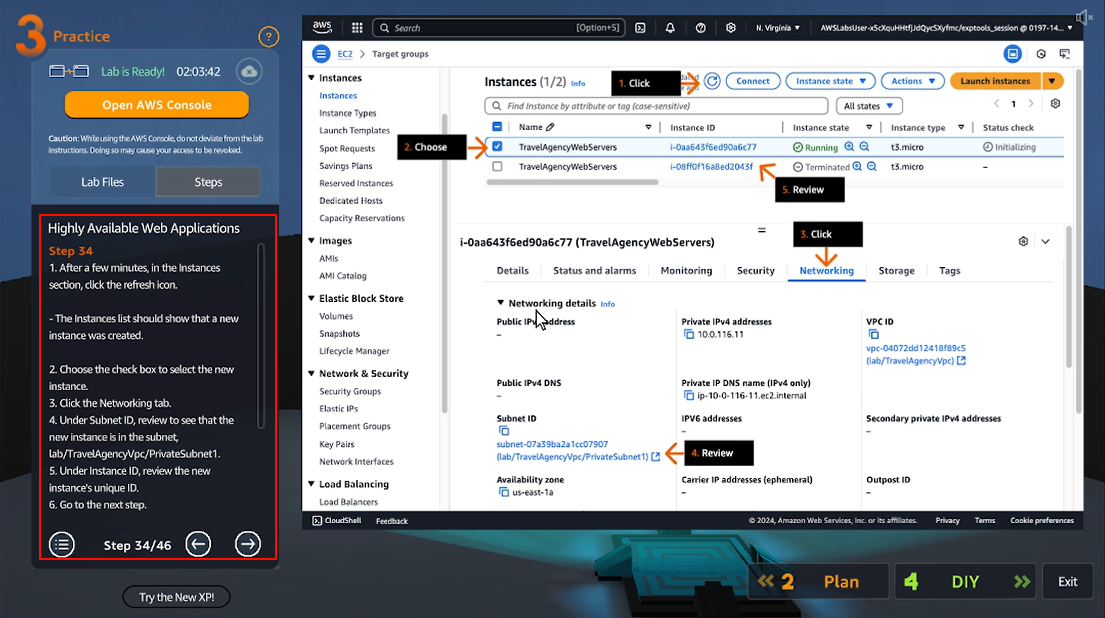 3 Practice
?
Lab is Ready! 02:03:42
Open AWS Console
Caution: While using the AWS Console, do not deviate from the lab
instructions. Doing so may cause your access to be revoked.
Lab Files Steps
Highly Available Web Applications
Step 34
1. After a few minutes, in the Instances
section, click the refresh icon.
- The Instances list should show that a new
instance was created.
2. Choose the check box to select the new
instance.
3. Click the Networking tab.
4. Under Subnet ID, review to see that the
new instance is in the subnet,
lab/TravelAgencyVpc/PrivateSubnet1.
5. Under Instance ID, review the new
instance's unique ID.
6. Go to the next step.
Step 34/46
Try the New XP!
aws Search [Option+S] N. Virginia
EC2 > Target groups
Instances
Instances
Instance Types
Launch Templates
Spot Requests
Savings Plans
Reserved Instances
Dedicated Hosts
Capacity Reservations
Images
AMIs
AMI Catalog
Elastic Block Store
Volumes
Snapshots
Lifecycle Manager
Network & Security
Security Groups
Elastic IPs
Placement Groups
Key Pairs
Network Interfaces
Load Balancing
Load Balancers
Instances (1/2) Info
1. Click
Connect Instance state Actions Launch instances
Find Instance by attribute or tag (case-sensitive) All states
< 1 >
Name Instance ID Instance state Instance type Status check
2. Choose
TravelAgencyWebServers i-0aa643f6ed90a6c77 Running t3.micro Initializing
TravelAgencyWebServers i-08ff0f16a8ed2043f Terminated t3.micro –
5. Review
i-0aa643f6ed90a6c77 (TravelAgencyWebServers)
3. Click
Details Status and alarms Monitoring Security Networking Storage Tags
Networking details Info
Public IPv4 address
–
Private IPv4 addresses
10.0.116.11
VPC ID
vpc-04072dd12418f89c5
(lab/TravelAgencyVpc)
Public IPv4 DNS
–
Private IP DNS name (IPv4 only)
ip-10-0-116-11.ec2.internal
Subnet ID
subnet-07a39ba2a1cc07907
(lab/TravelAgencyVpc/PrivateSubnet1)
4. Review
IPV6 addresses
–
Secondary private IPv4 addresses
–
Availability zone
us-east-1a
Carrier IP addresses (ephemeral)
–
Outpost ID
–
CloudShell Feedback
© 2024, Amazon Web Services, Inc. or its affiliates. Privacy Terms Cookie preferences
2 Plan
4 DIY
Exit